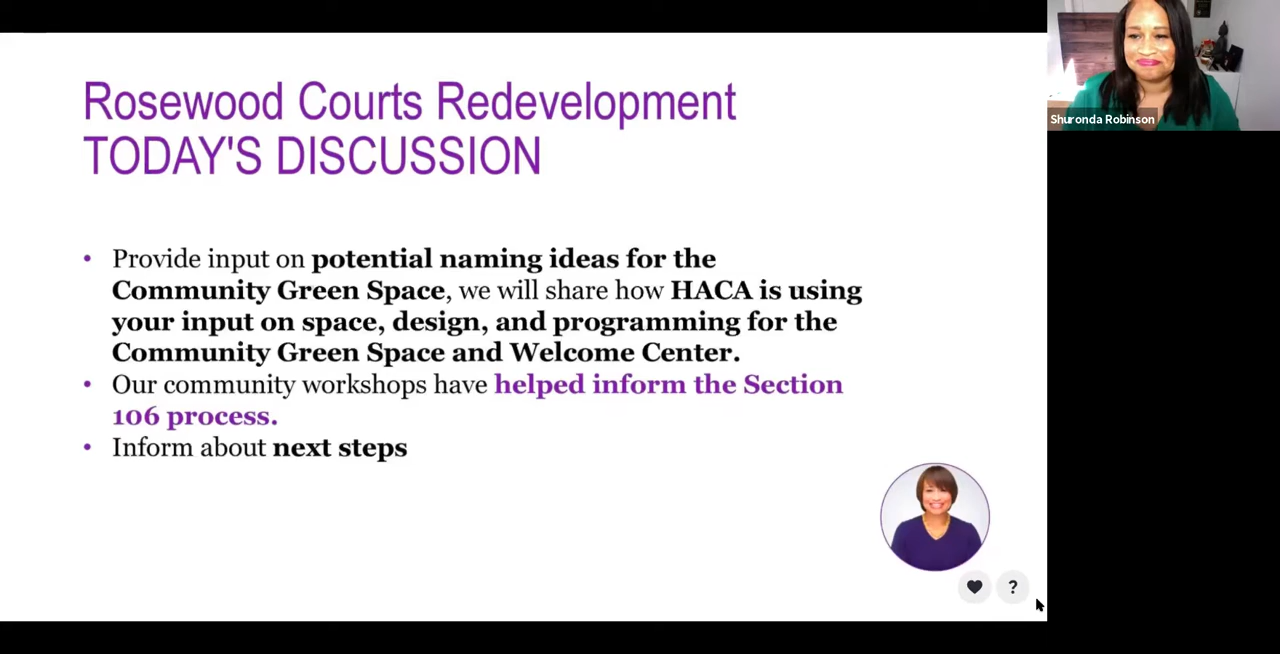 Rosewood Courts Redevelopment
TODAY'S DISCUSSION
• Provide input on potential naming ideas for the
Community Green Space, we will share how HACA is using
your input on space, design, and programming for the
Community Green Space and Welcome Center.
• Our community workshops have helped inform the Section
106 process.
• Inform about next steps
?
Shuronda Robinson